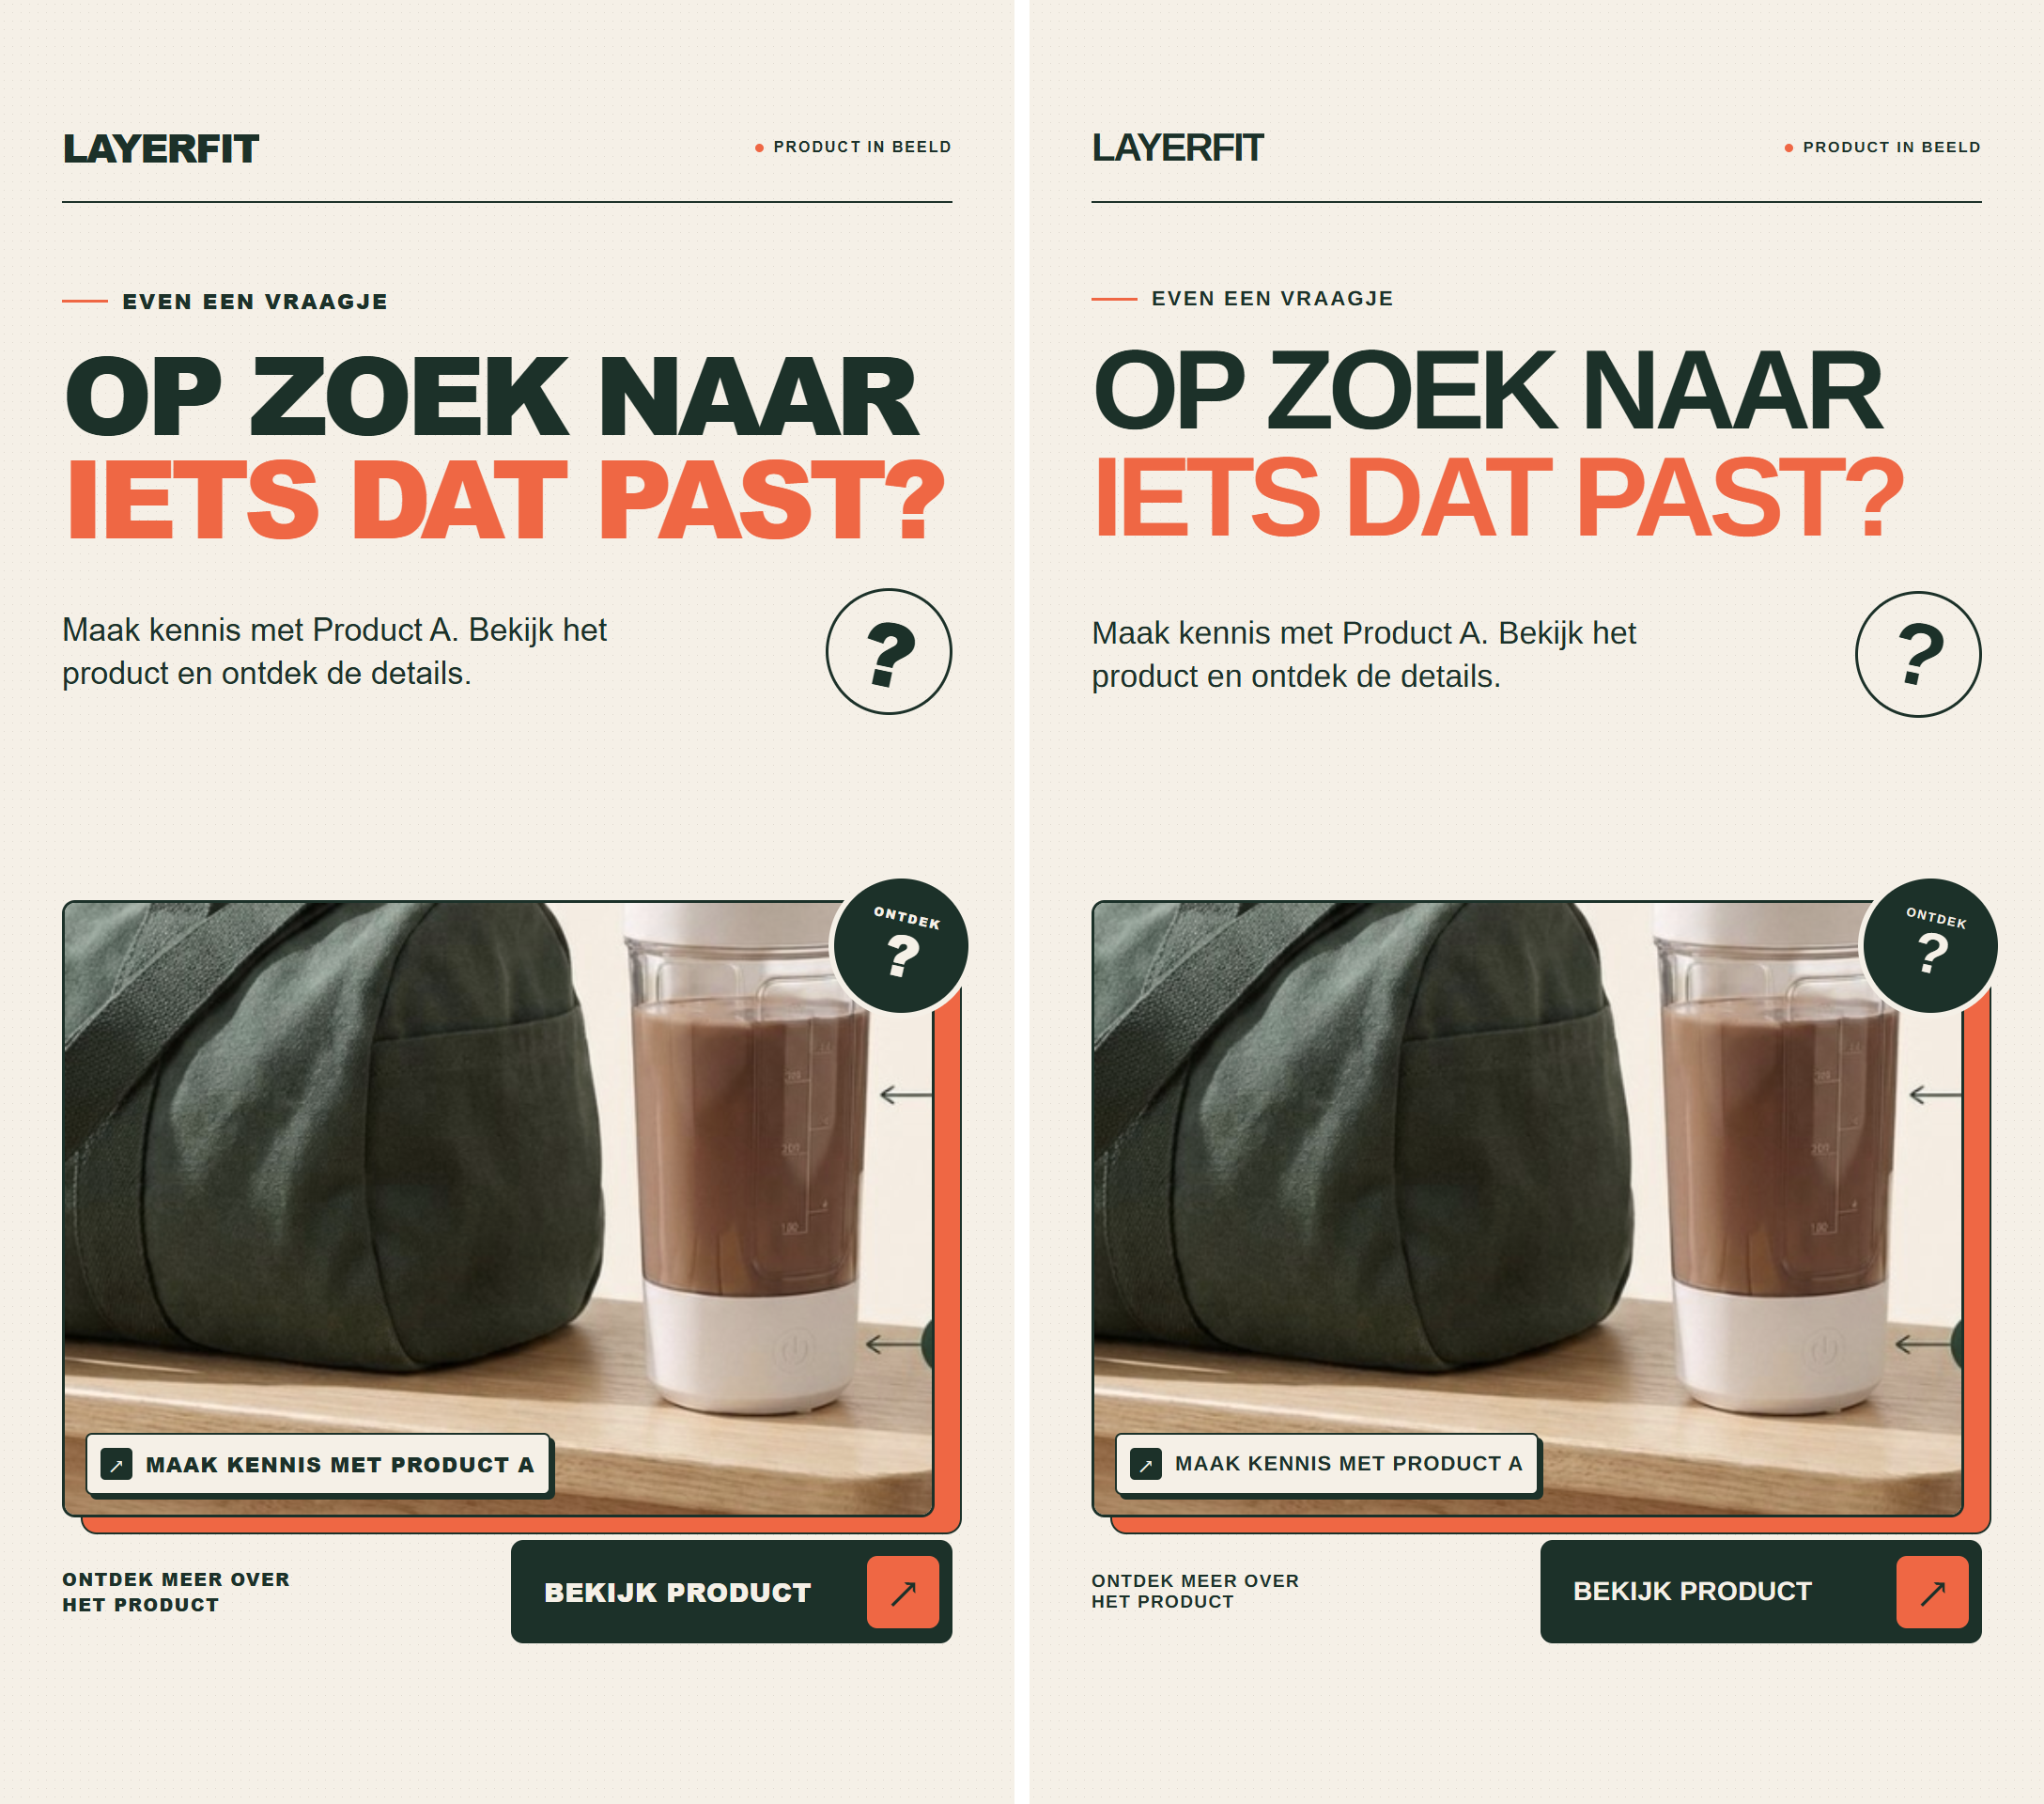 LAYERFIT
PRODUCT IN BEELD
EVEN EEN VRAAGJE
OP ZOEK NAAR
IETS DAT PAST?
Maak kennis met Product A. Bekijk het
product en ontdek de details.
?
ONTDEK
?
MAAK KENNIS MET PRODUCT A
ONTDEK MEER OVER
HET PRODUCT
BEKIJK PRODUCT
LAYERFIT
PRODUCT IN BEELD
EVEN EEN VRAAGJE
OP ZOEK NAAR
IETS DAT PAST?
Maak kennis met Product A. Bekijk het
product en ontdek de details.
?
ONTDEK
?
MAAK KENNIS MET PRODUCT A
ONTDEK MEER OVER
HET PRODUCT
BEKIJK PRODUCT